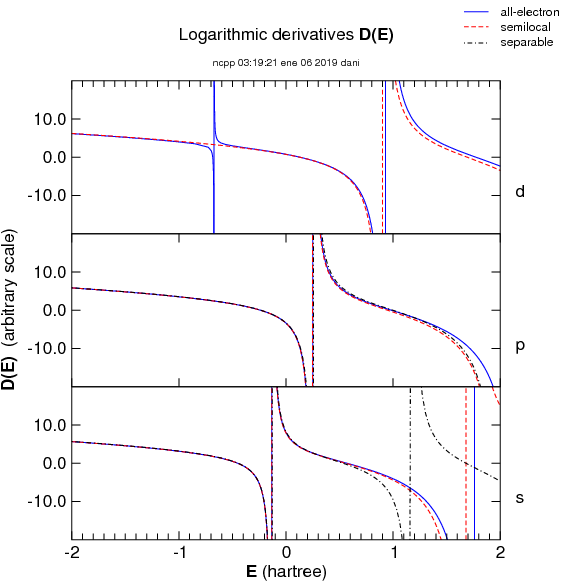 all-electron
semilocal
separable
Logarithmic derivatives D(E)
ncpp 03:19:21 ene 06 2019 dani
10.0
0.0
-10.0
d
10.0
0.0
-10.0
p
10.0
0.0
-10.0
s
D(E) (arbitrary scale)
-2 -1 0 1 2
E (hartree)